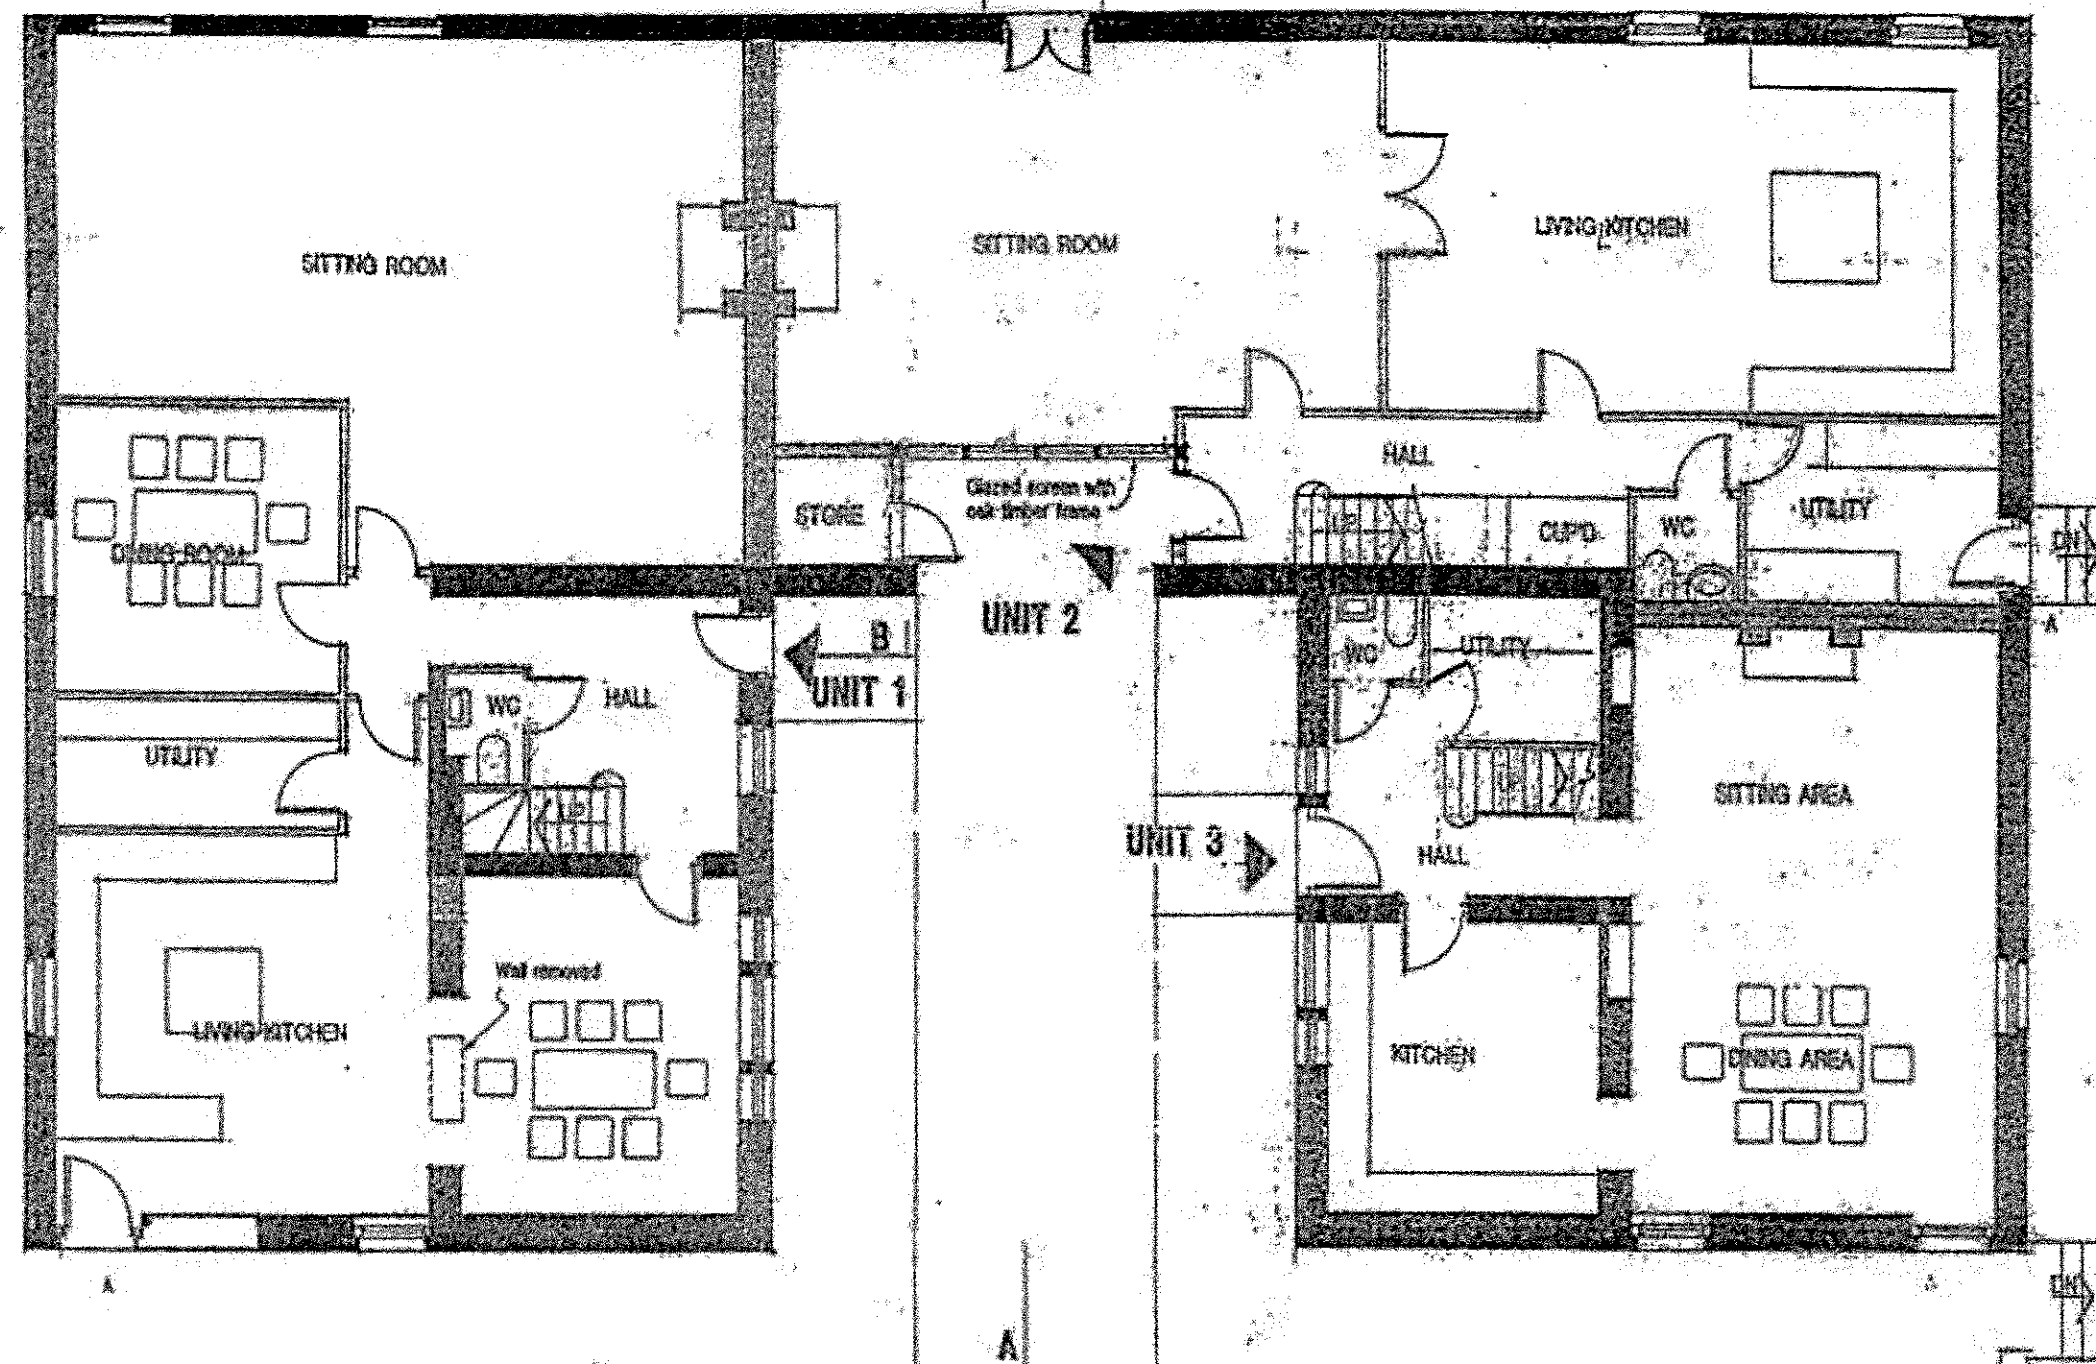 SITTING ROOM
SITTING ROOM
LIVING KITCHEN
HALL
STORE
Glazed screen with
oak timber frame
UP
CUP'D
WC
UTILITY
DN
DINING ROOM
UNIT 2
B
UNIT 1
WC
UTILITY
A
WC
HALL
UTILITY
UP
SITTING AREA
UNIT 3
HALL
Wall removed
LIVING KITCHEN
KITCHEN
DINING AREA
A
A
DN
A